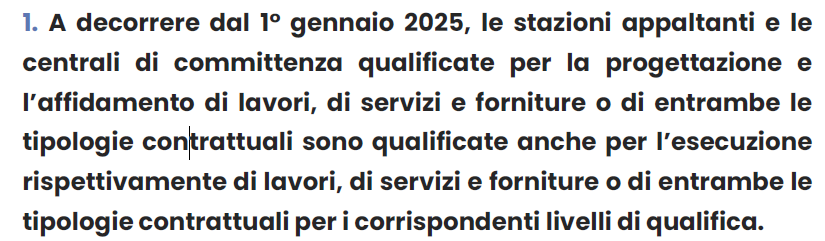 1. A decorrere dal 1° gennaio 2025, le stazioni appaltanti e le
centrali di committenza qualificate per la progettazione e
l’affidamento di lavori, di servizi e forniture o di entrambe le
tipologie contrattuali sono qualificate anche per l’esecuzione
rispettivamente di lavori, di servizi e forniture o di entrambe le
tipologie contrattuali per i corrispondenti livelli di qualifica.